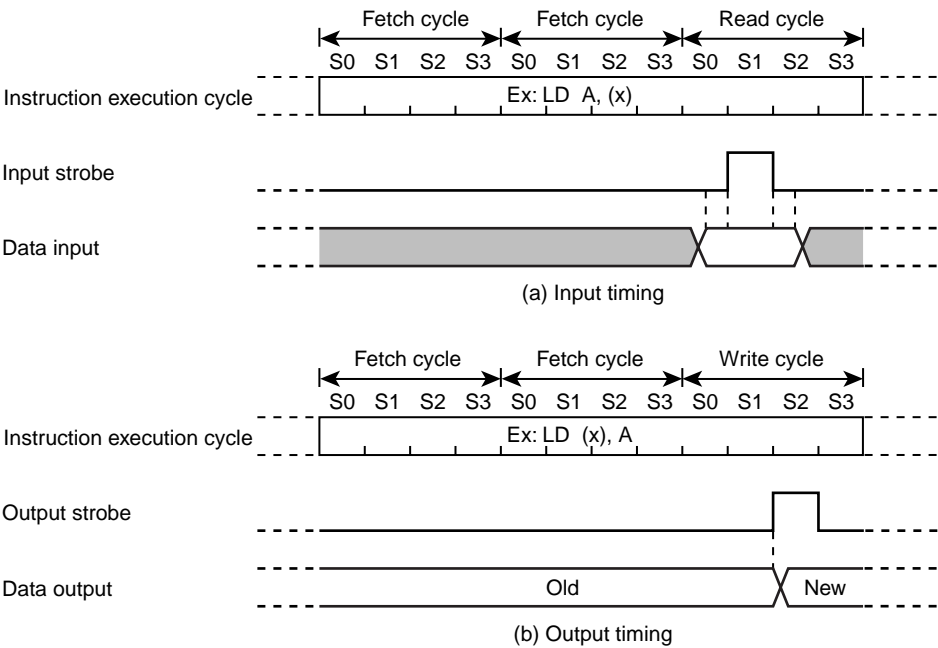 Fetch cycle Fetch cycle Read cycle
S0 S1 S2 S3 S0 S1 S2 S3 S0 S1 S2 S3
Instruction execution cycle Ex: LD A, (x)
Input strobe
Data input
(a) Input timing
Fetch cycle Fetch cycle Write cycle
S0 S1 S2 S3 S0 S1 S2 S3 S0 S1 S2 S3
Instruction execution cycle Ex: LD (x), A
Output strobe
Data output Old New
(b) Output timing